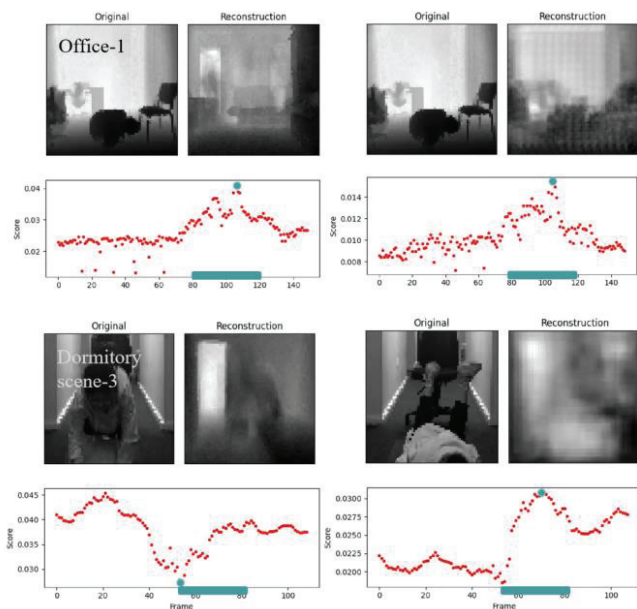 Original Reconstruction Original Reconstruction
Office-1
0.04
0.03
0.02
Score
0 20 40 60 80 100 120 140
0.014
0.012
0.010
0.008
Score
0 20 40 60 80 100 120 140
Original Reconstruction Original Reconstruction
Dormitory
scene-3
0.045
0.040
0.035
0.030
Score
0 20 40 60 80 100
Frame
0.0300
0.0275
0.0250
0.0225
0.0200
Score
0 20 40 60 80 100
Frame